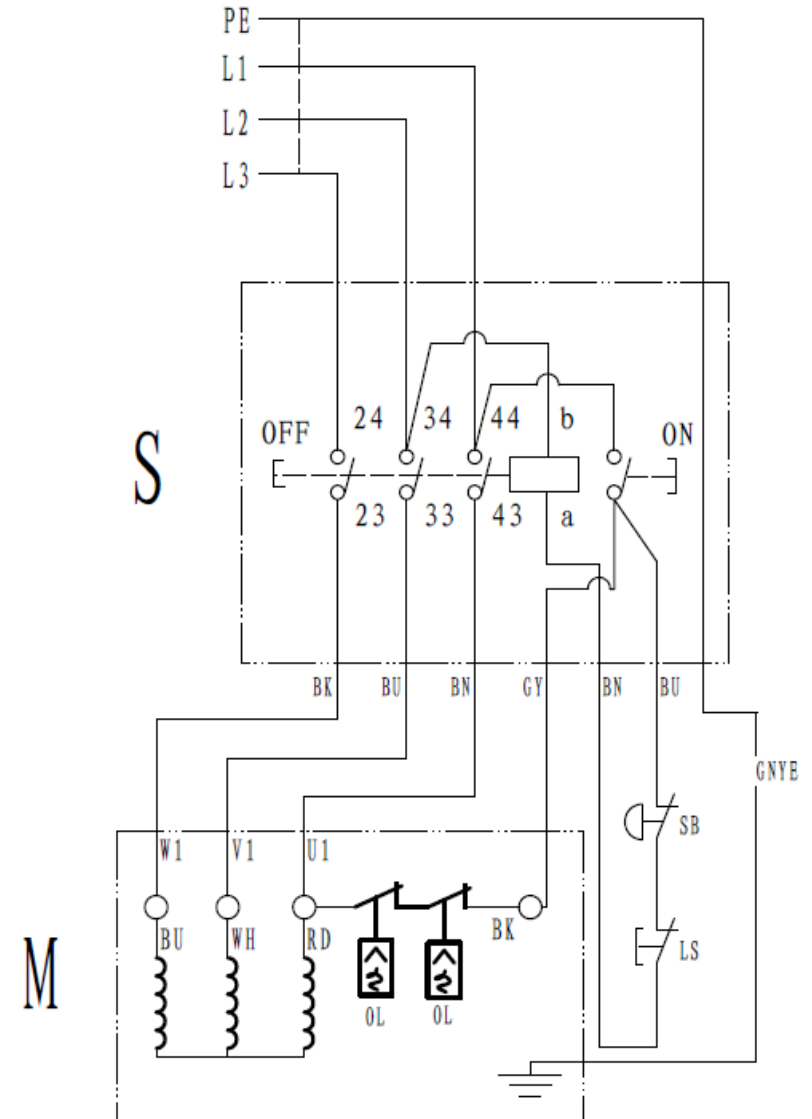 PE
L1
L2
L3
24 34 44 b
OFF ON
S
23 33 43 a
BK BU BN GY BN BU
GNYE
SB
W1 V1 U1
BU WH RD BK
LS
M
OL OL